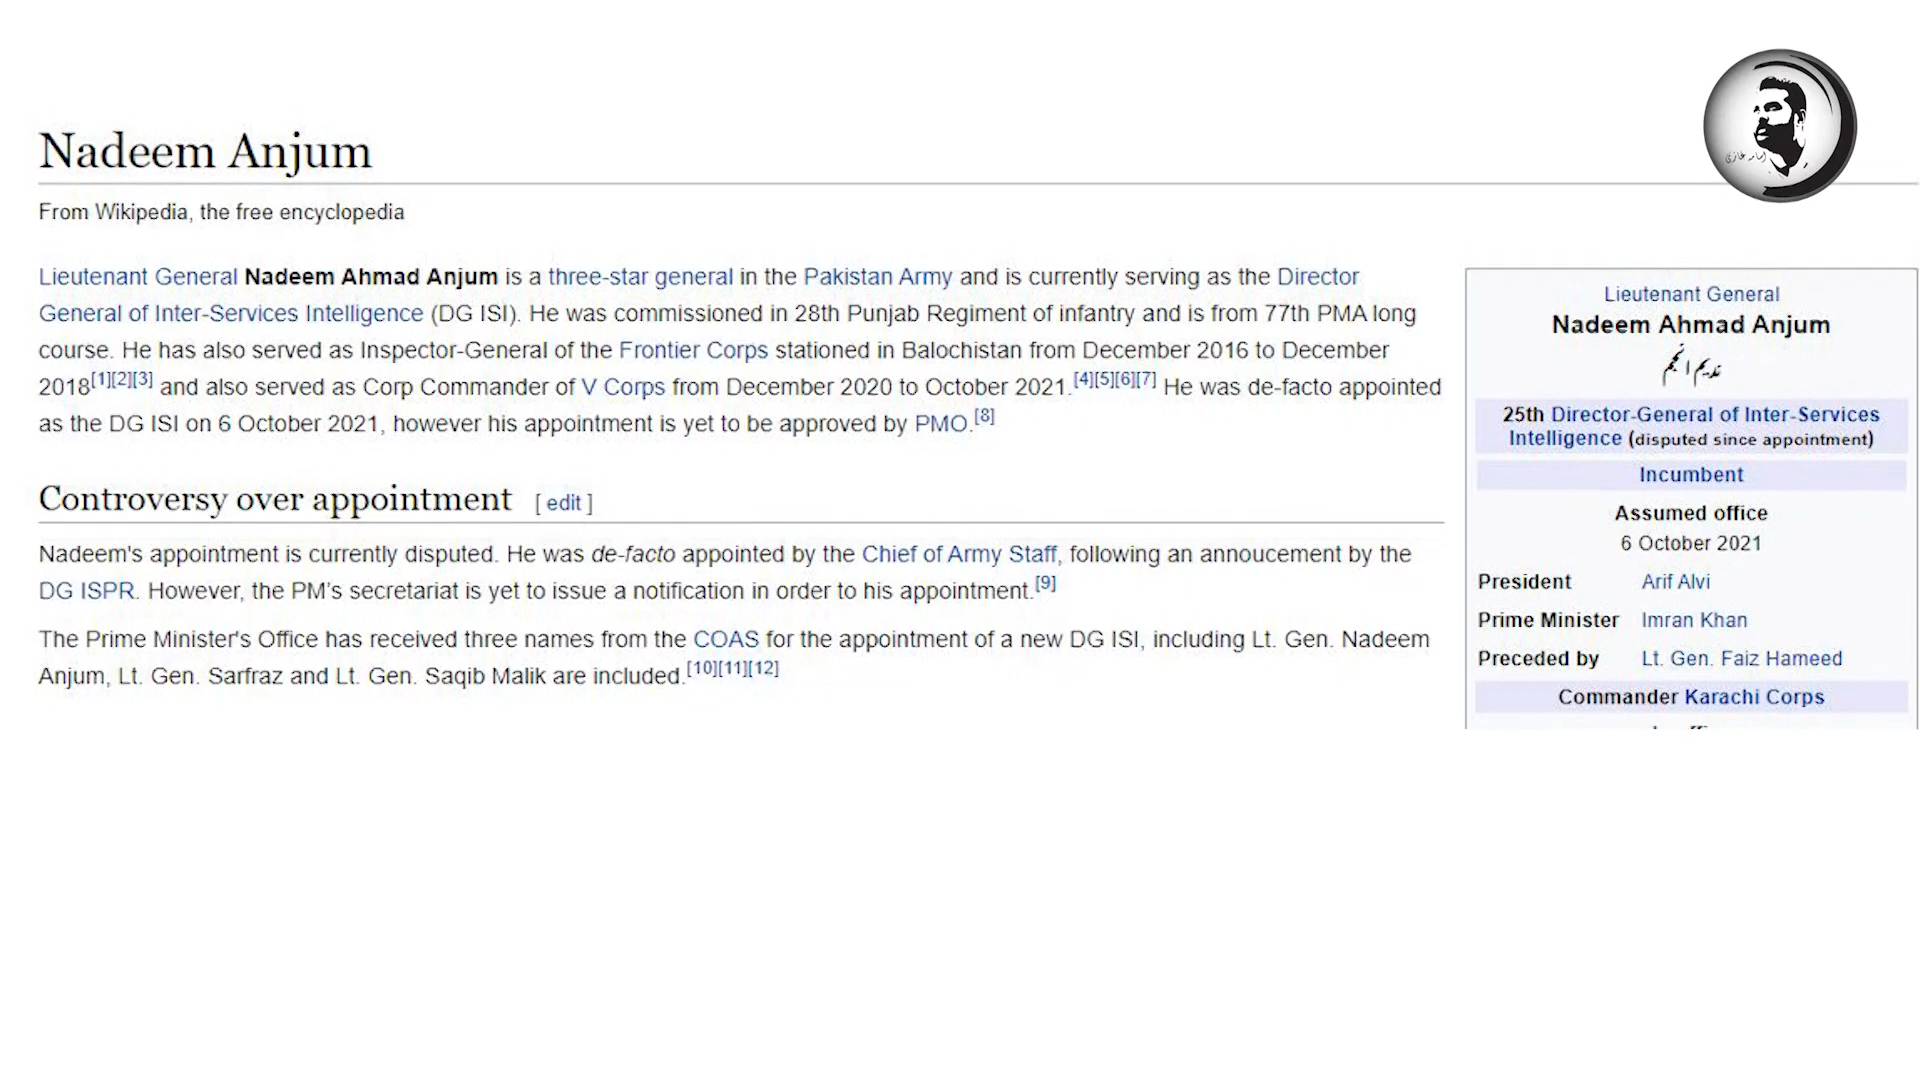 Nadeem Anjum
From Wikipedia, the free encyclopedia
Lieutenant General Nadeem Ahmad Anjum is a three-star general in the Pakistan Army and is currently serving as the Director
General of Inter-Services Intelligence (DG ISI). He was commissioned in 28th Punjab Regiment of infantry and is from 77th PMA long
course. He has also served as Inspector-General of the Frontier Corps stationed in Balochistan from December 2016 to December
2018[1][2][3] and also served as Corp Commander of V Corps from December 2020 to October 2021.[4][5][6][7] He was de-facto appointed
as the DG ISI on 6 October 2021, however his appointment is yet to be approved by PMO.[8]
Controversy over appointment [ edit ]
Nadeem's appointment is currently disputed. He was de-facto appointed by the Chief of Army Staff, following an annoucement by the
DG ISPR. However, the PM's secretariat is yet to issue a notification in order to his appointment.[9]
The Prime Minister's Office has received three names from the COAS for the appointment of a new DG ISI, including Lt. Gen. Nadeem
Anjum, Lt. Gen. Sarfraz and Lt. Gen. Saqib Malik are included.[10][11][12]
Lieutenant General
Nadeem Ahmad Anjum
ندیم انجم
25th Director-General of Inter-Services
Intelligence (disputed since appointment)
Incumbent
Assumed office
6 October 2021
President Arif Alvi
Prime Minister Imran Khan
Preceded by Lt. Gen. Faiz Hameed
Commander Karachi Corps
اسامہ غازی